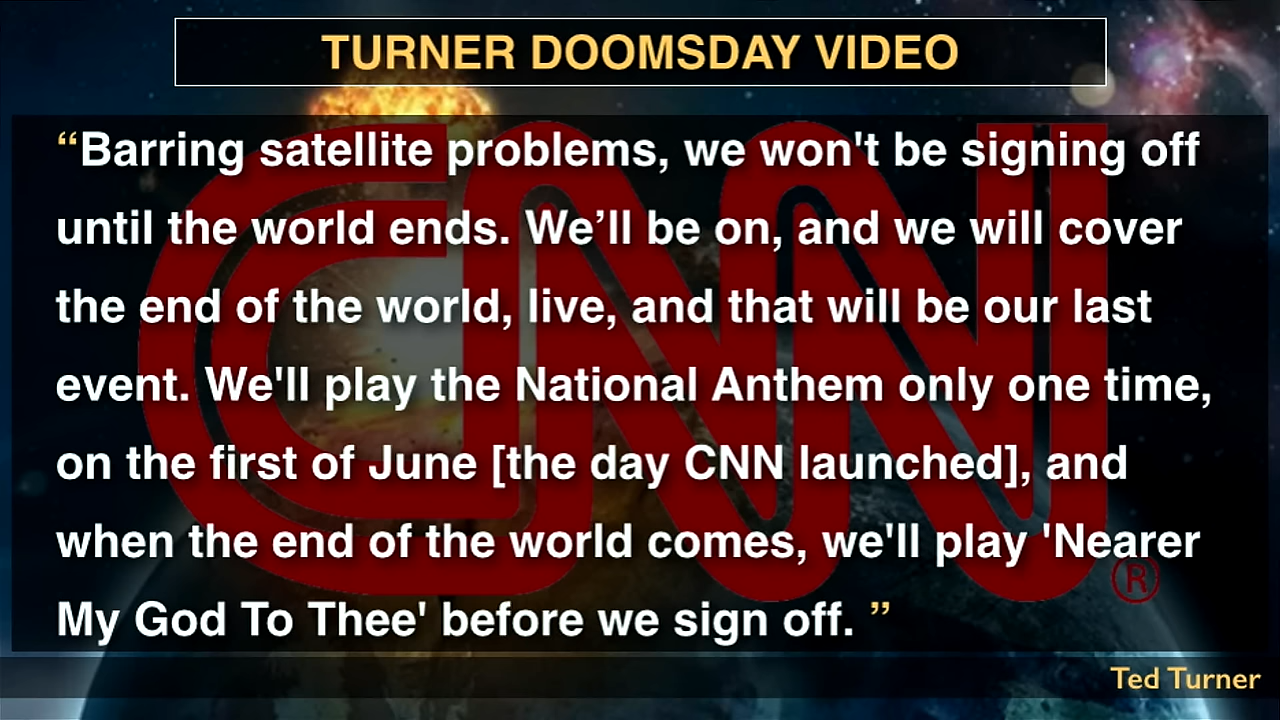 TURNER DOOMSDAY VIDEO
“Barring satellite problems, we won't be signing off
until the world ends. We’ll be on, and we will cover
the end of the world, live, and that will be our last
event. We'll play the National Anthem only one time,
on the first of June [the day CNN launched], and
when the end of the world comes, we'll play 'Nearer
My God To Thee' before we sign off. ”
CNN®
Ted Turner